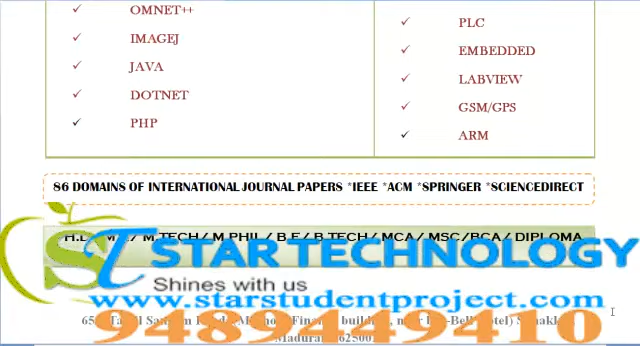 OMNET++
IMAGEJ
JAVA
DOTNET
PHP
PLC
EMBEDDED
LABVIEW
GSM/GPS
ARM
86 DOMAINS OF INTERNATIONAL JOURNAL PAPERS *IEEE *ACM *SPRINGER *SCIENCEDIRECT
M.TECH/ M.PHIL/ B.E/ B.TECH/ MCA/ MSC/BCA/ DIPLOMA
ST STAR TECHNOLOGY
Shines with us
www.starstudentproject.com
9489449410